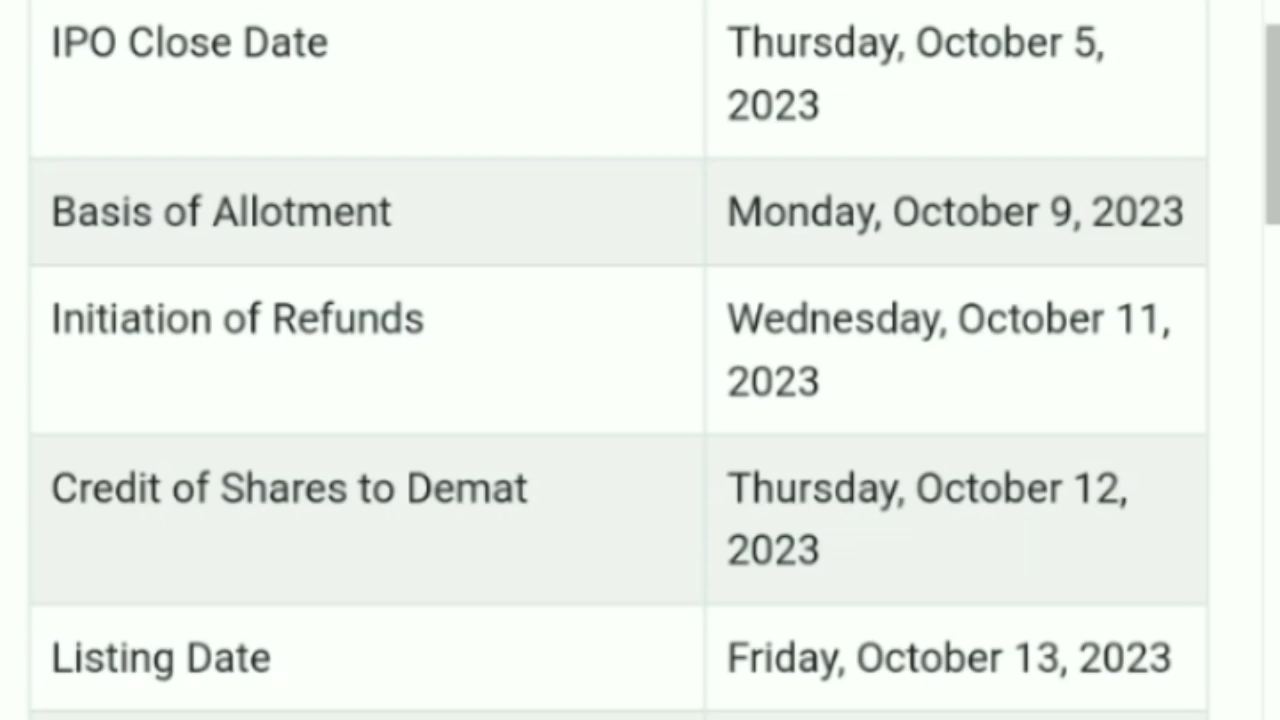 IPO Close Date
Thursday, October 5,
2023
Basis of Allotment
Monday, October 9, 2023
Initiation of Refunds
Wednesday, October 11,
2023
Credit of Shares to Demat
Thursday, October 12,
2023
Listing Date
Friday, October 13, 2023